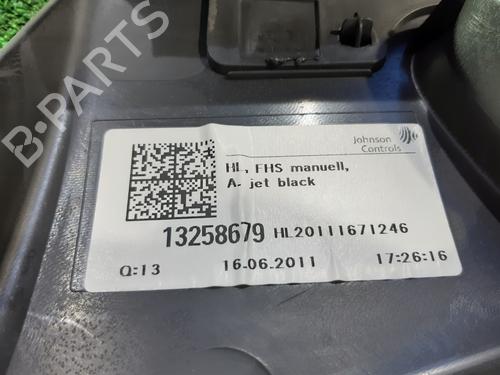 B-PARTS
Johnson
Controls
HL, FHS manuell,
A. jet black
13258679 HL20111671246
Q:13 16.06.2011 17:26:16